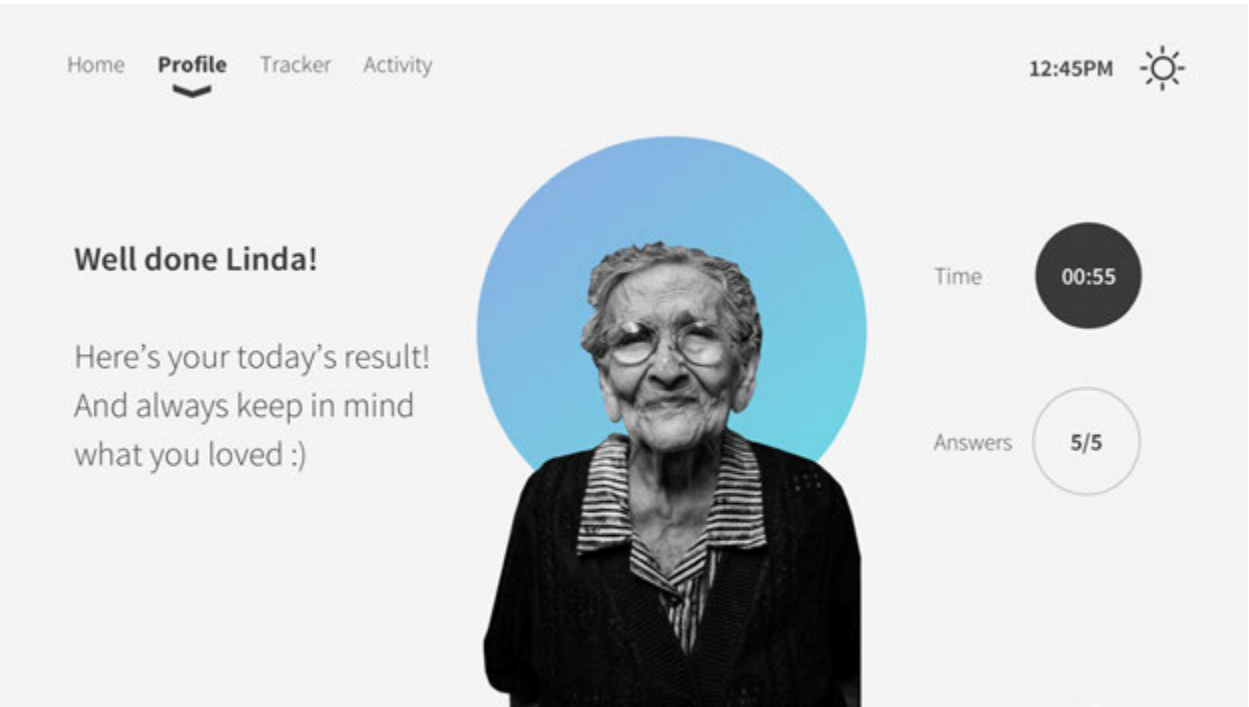 Home Profile Tracker Activity
12:45PM
Well done Linda!
Here's your today's result!
And always keep in mind
what you loved :)
Time 00:55
Answers 5/5